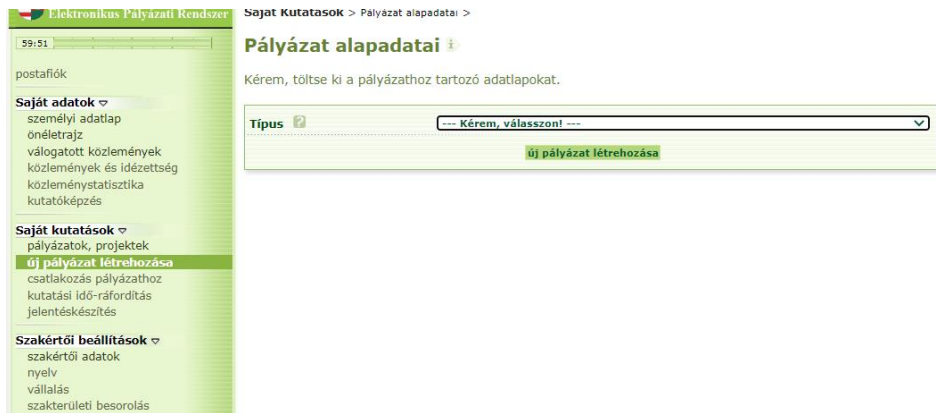 Elektronikus Pályázati Rendszer
59:51
postafiók
Saját adatok
személyi adatlap
önéletrajz
válogatott közlemények
közlemények és idézettség
közleménystatisztika
kutatóképzés
Saját kutatások
pályázatok, projektek
új pályázat létrehozása
csatlakozás pályázathoz
kutatási idő-ráfordítás
jelentéskészítés
Szakértői beállítások
szakértői adatok
nyelv
vállalás
szakterületi besorolás
Saját Kutatások > Pályázat alapadatai >
Pályázat alapadatai i
Kérem, töltse ki a pályázathoz tartozó adatlapokat.
Típus ? --- Kérem, válasszon! ---
új pályázat létrehozása